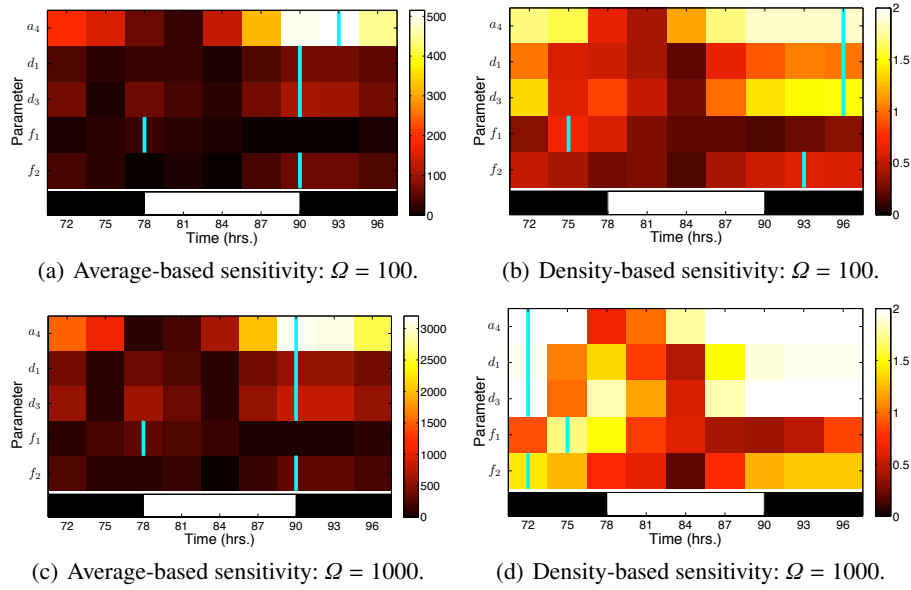 Parameter
a4
d1
d3
f1
f2
72 75 78 81 84 87 90 93 96
Time (hrs.)
500
400
300
200
100
0
(a) Average-based sensitivity: Ω = 100.
Parameter
a4
d1
d3
f1
f2
72 75 78 81 84 87 90 93 96
Time (hrs.)
2
1.5
1
0.5
0
(b) Density-based sensitivity: Ω = 100.
Parameter
a4
d1
d3
f1
f2
72 75 78 81 84 87 90 93 96
Time (hrs.)
3000
2500
2000
1500
1000
500
0
(c) Average-based sensitivity: Ω = 1000.
Parameter
a4
d1
d3
f1
f2
72 75 78 81 84 87 90 93 96
Time (hrs.)
2
1.5
1
0.5
0
(d) Density-based sensitivity: Ω = 1000.